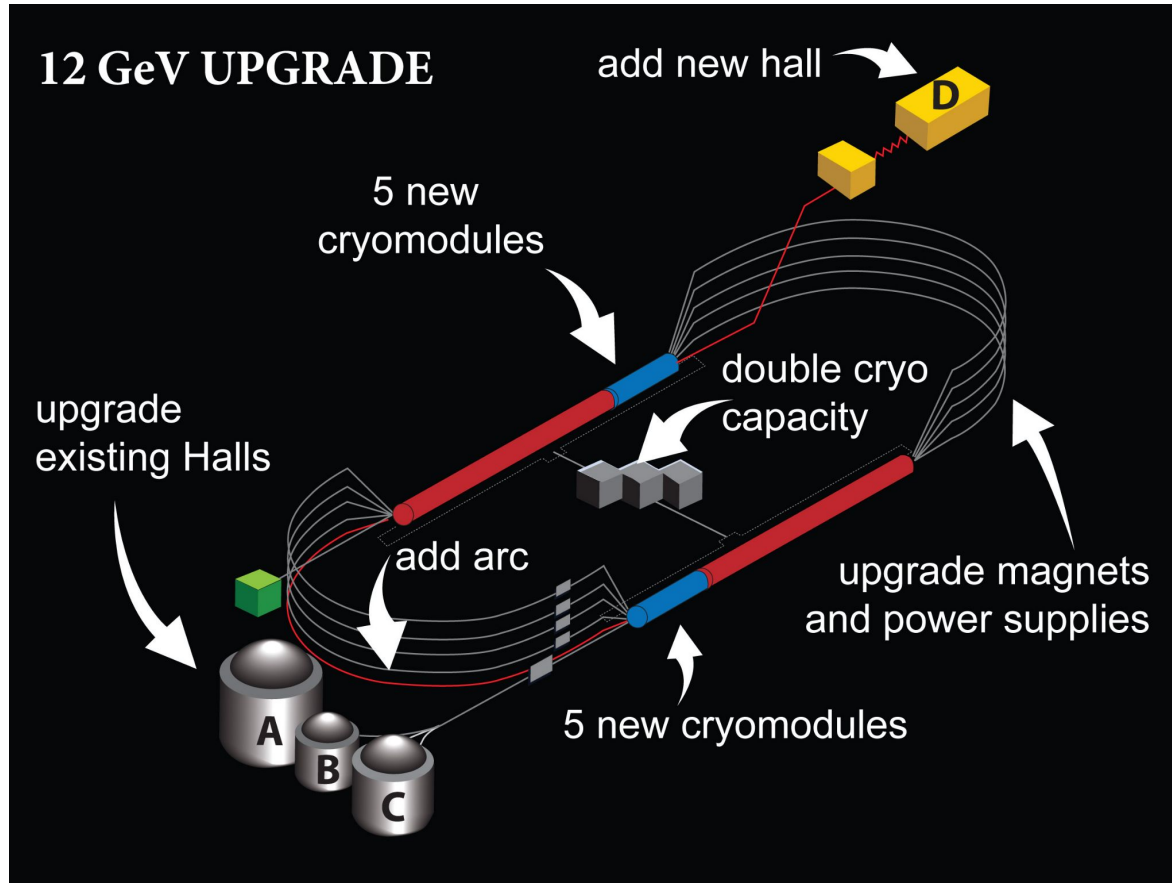 12 GeV UPGRADE
add new hall
D
5 new
cryomodules
double cryo
capacity
upgrade
existing Halls
add arc
upgrade magnets
and power supplies
5 new cryomodules
A
B
C